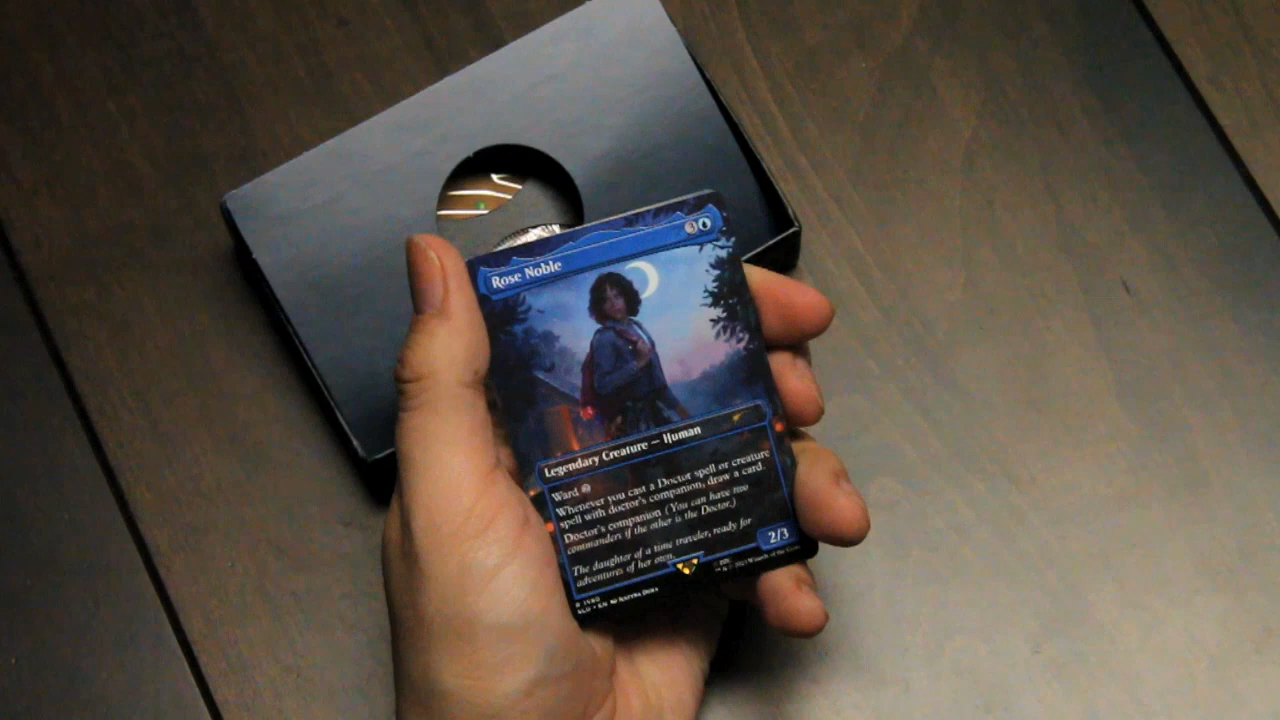 Rose Noble
Legendary Creature — Human
Ward
Whenever you cast a Doctor spell or creature
spell with doctor's companion, draw a card.
Doctor's companion (You can have two
commanders if the other is the Doctor.)
The daughter of a time traveler, ready for
adventures of her own.
2/3